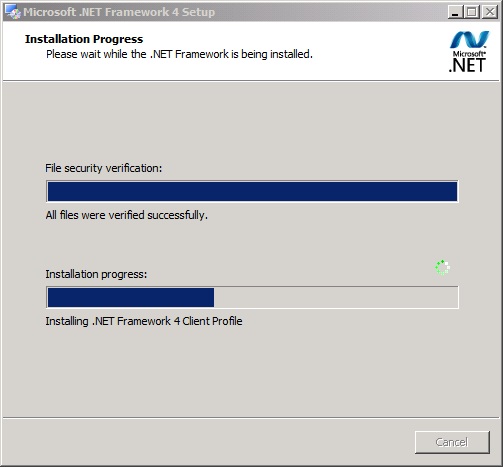 Microsoft .NET Framework 4 Setup
Installation Progress
Please wait while the .NET Framework is being installed.
Microsoft®
.NET
File security verification:
All files were verified successfully.
Installation progress:
Installing .NET Framework 4 Client Profile
Cancel